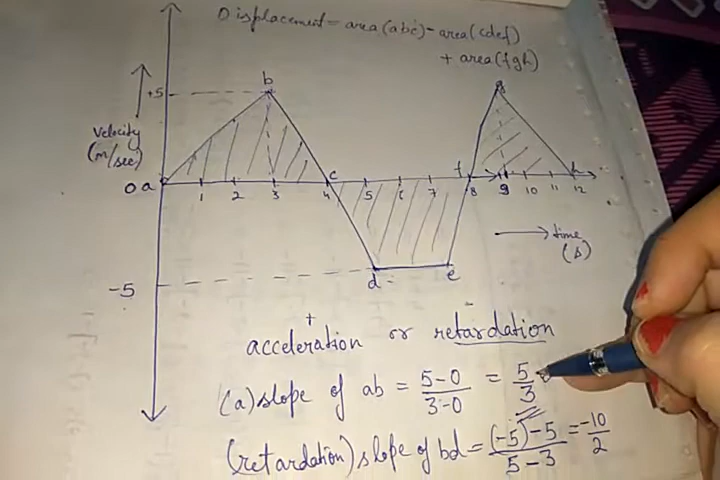 Displacement = area(abc) - area(cdef)
+ area(fgh)
b
g
+5
Velocity
(m/sec)
0 a
c
f
h
1 2 3 4 5 6 7 8 9 10 11 12
time
(s)
-5
d
e
+
acceleration or retardation
(a) slope of ab = 5-0 / 3-0 = 5/3
(retardation) slope of bd = (-5)-5 / 5-3 = -10/2